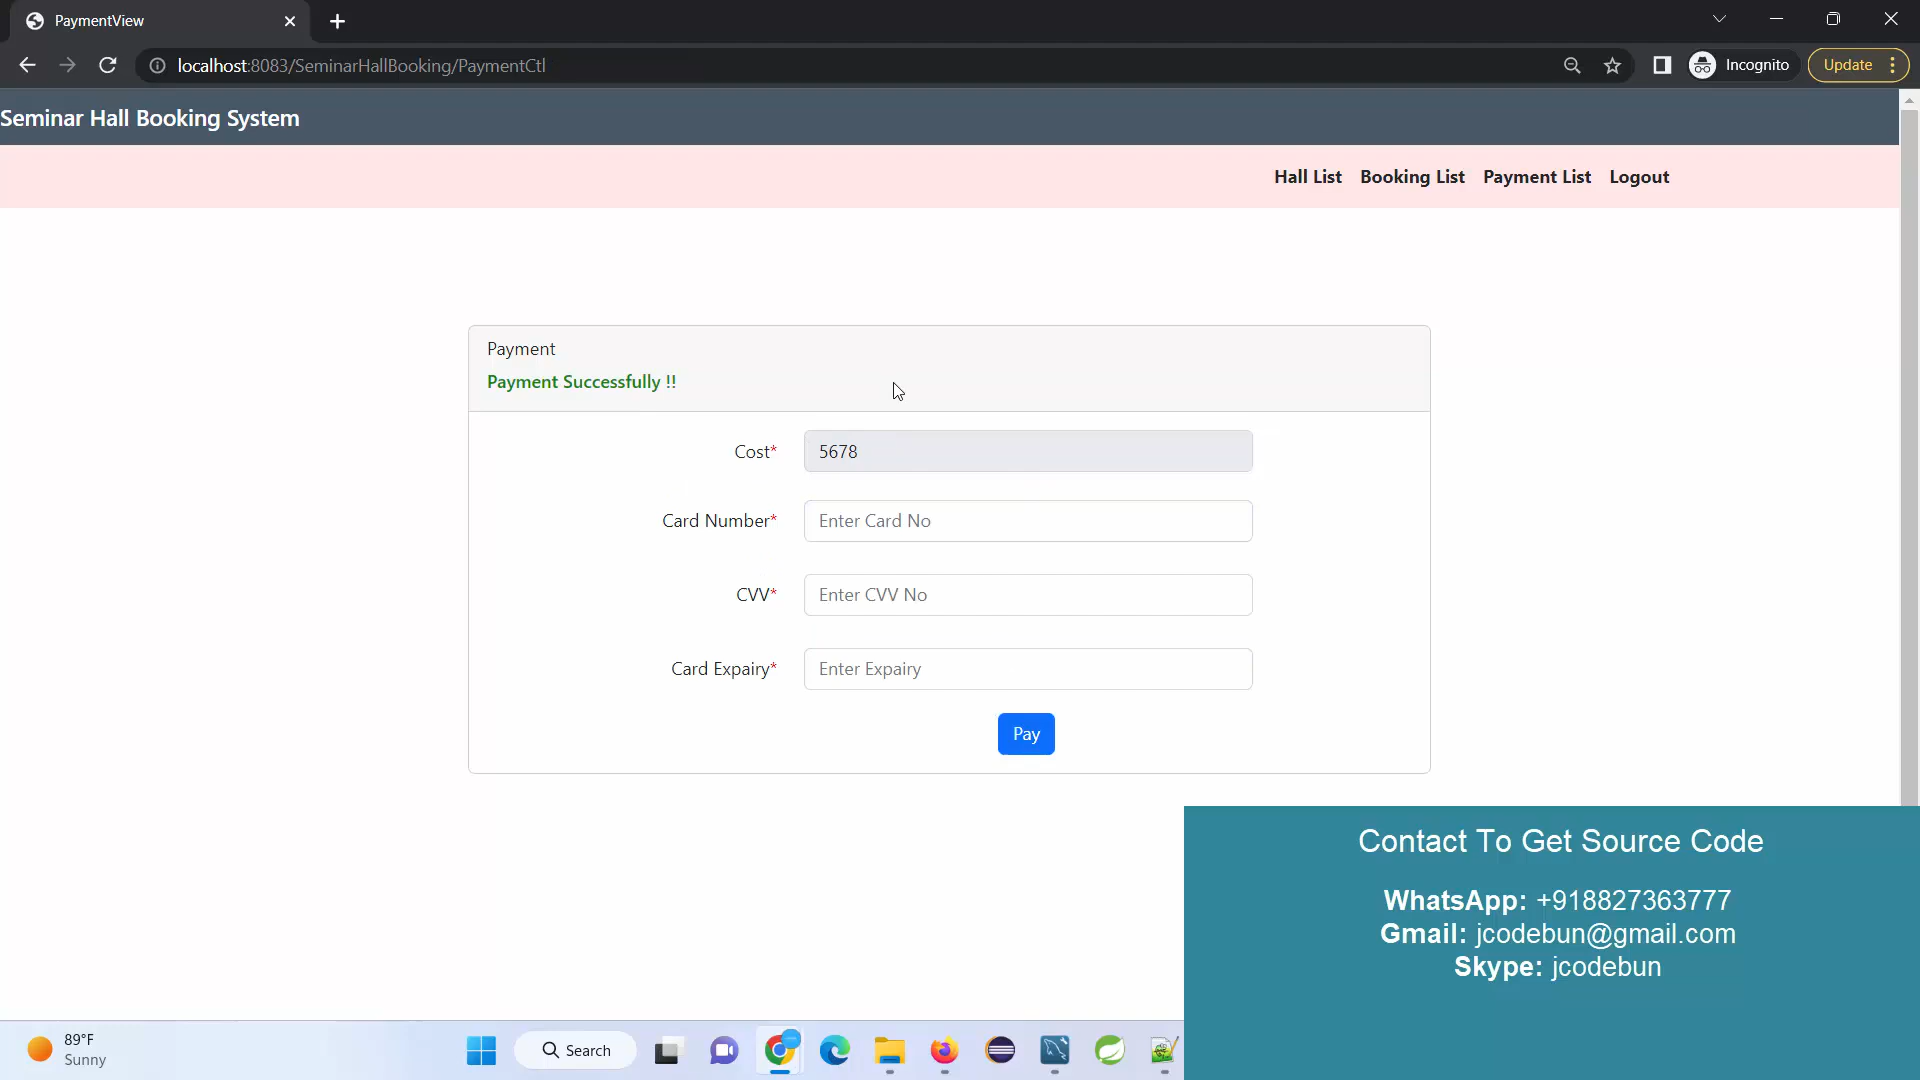 PaymentView
localhost:8083/SeminarHallBooking/PaymentCtl
Incognito
Update
Seminar Hall Booking System
Hall List Booking List Payment List Logout
Payment
Payment Successfully !!
Cost* 5678
Card Number* Enter Card No
CVV* Enter CVV No
Card Expairy* Enter Expairy
Pay
Contact To Get Source Code
WhatsApp: +918827363777
Gmail: jcodebun@gmail.com
Skype: jcodebun
89°F
Sunny
Search